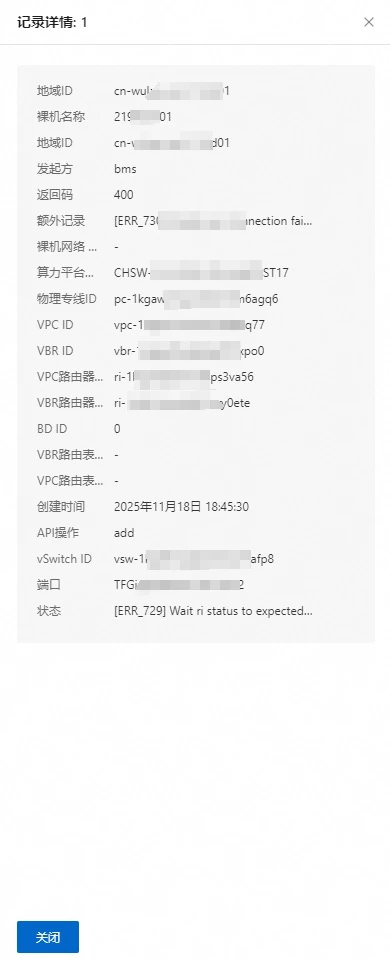 记录详情: 1
地域ID cn-wul 1
裸机名称 219 01
地域ID cn- d01
发起方 bms
返回码 400
额外记录 [ERR_730 nnection fai...
裸机网络 ... -
算力平台... CHSW- ST17
物理专线ID pc-1kgaw m6agq6
VPC ID vpc-1 q77
VBR ID vbr- xpo0
VPC路由器... ri-1 ps3va56
VBR路由器... ri- y0ete
BD ID 0
VBR路由表... -
VPC路由表... -
创建时间 2025年11月18日 18:45:30
API操作 add
vSwitch ID vsw-1 afp8
端口 TFGi 2
状态 [ERR_729] Wait ri status to expected...
关闭